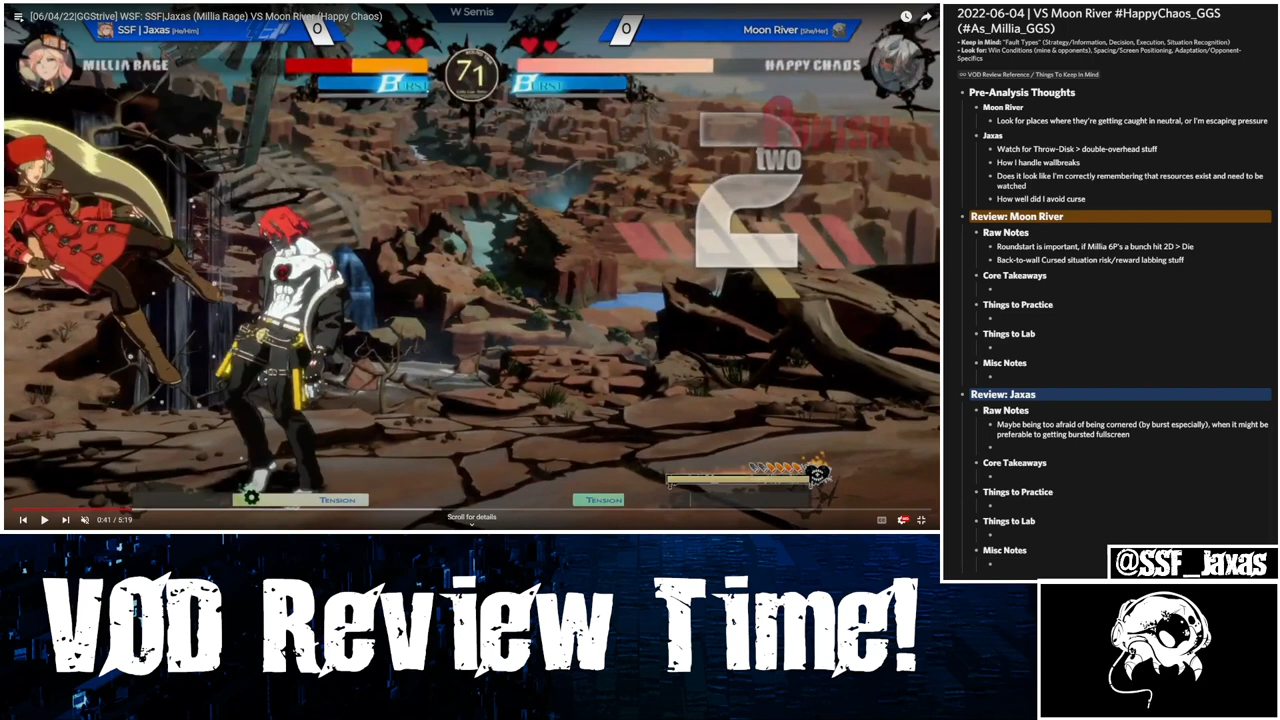 [06/04/22|GGStrive] WSF: SSF|Jaxas (Millia Rage) VS Moon River (Happy Chaos)
W Semis
SSF | Jaxas [He/Him]
0
0
Moon River [She/Her]
MILLIA RAGE
71
HAPPY CHAOS
BURST
BURST
PUNISH
two
2
TENSION
TENSION
0:41 / 5:19
Scroll for details
2022-06-04 | VS Moon River #HappyChaos_GGS
(#As_Millia_GGS)
- Keep in Mind: "Fault Types" (Strategy/Information, Decision, Execution, Situation Recognition)
- Look for: Win Conditions (mine & opponents), Spacing/Screen Positioning, Adaptation/Opponent-
Specifics
VOD Review Reference / Things To Keep In Mind
Pre-Analysis Thoughts
Moon River
Look for places where they're getting caught in neutral, or I'm escaping pressure
Jaxas
Watch for Throw-Disk > double-overhead stuff
How I handle wallbreaks
Does it look like I'm correctly remembering that resources exist and need to be
watched
How well did I avoid curse
Review: Moon River
Raw Notes
Roundstart is important, if Millia 6P's a bunch hit 2D > Die
Back-to-wall Cursed situation risk/reward labbing stuff
Core Takeaways
Things to Practice
Things to Lab
Misc Notes
Review: Jaxas
Raw Notes
Maybe being too afraid of being cornered (by burst especially), when it might be
preferable to getting bursted fullscreen
Core Takeaways
Things to Practice
Things to Lab
Misc Notes
@SSF_Jaxas
VOD Review Time!